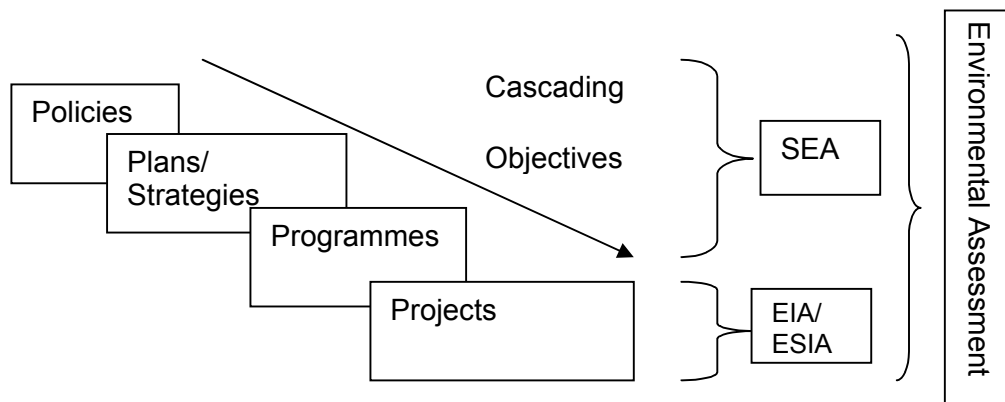 Policies
Plans/
Strategies
Programmes
Projects
Cascading
Objectives
SEA
EIA/
ESIA
Environmental Assessment